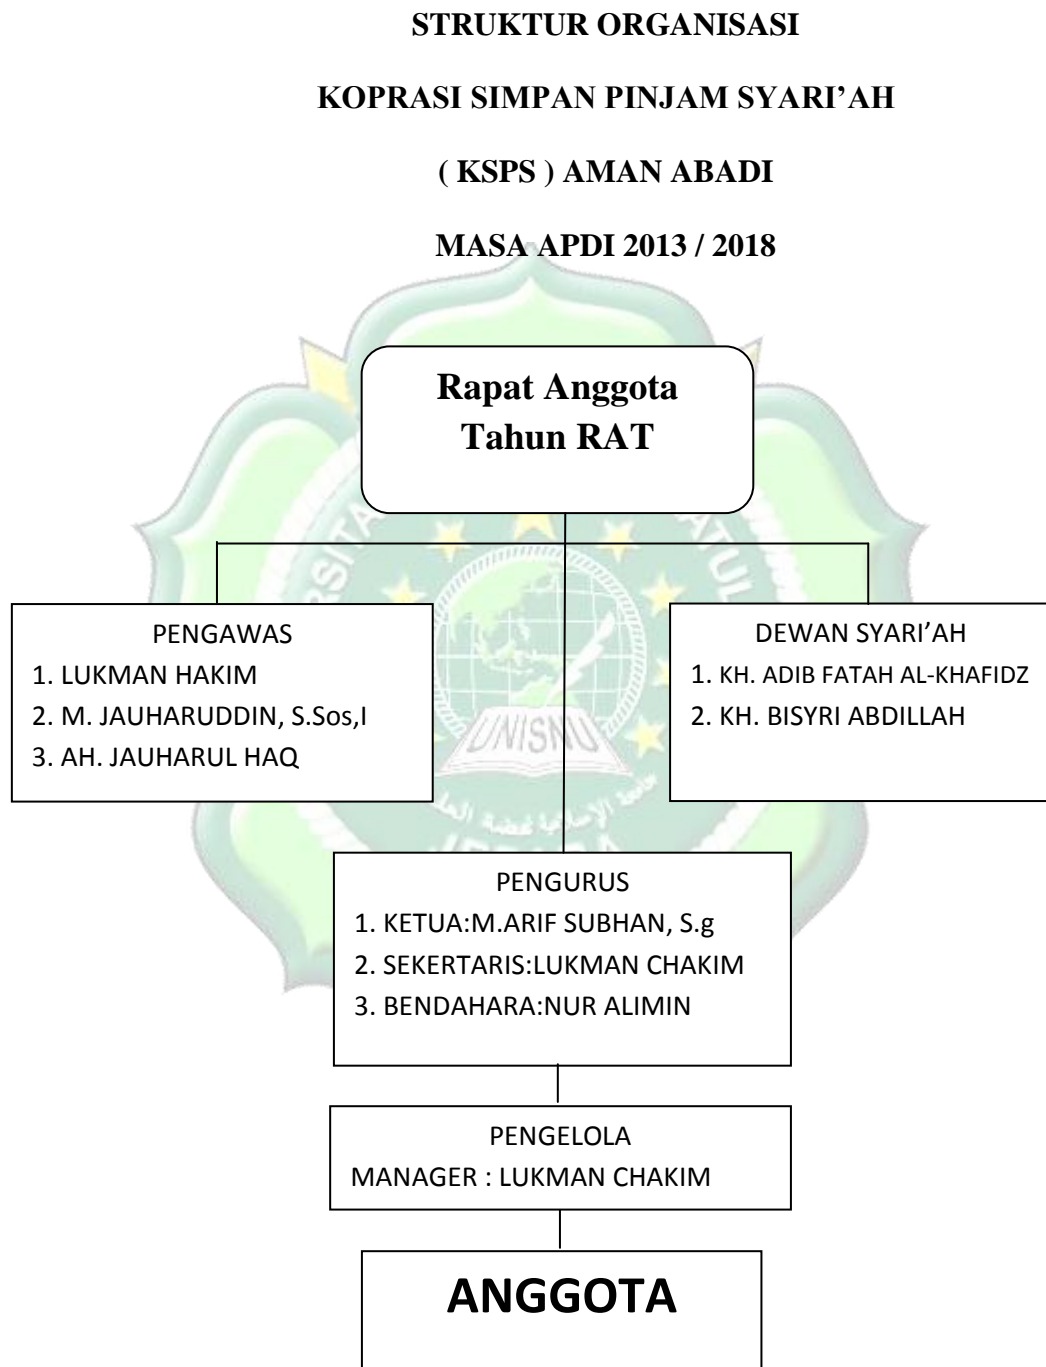 STRUKTUR ORGANISASI
KOPRASI SIMPAN PINJAM SYARI’AH
( KSPS ) AMAN ABADI
MASA APDI 2013 / 2018
Rapat Anggota
Tahun RAT
PENGAWAS
1. LUKMAN HAKIM
2. M. JAUHARUDDIN, S.Sos,I
3. AH. JAUHARUL HAQ
DEWAN SYARI’AH
1. KH. ADIB FATAH AL-KHAFIDZ
2. KH. BISYRI ABDILLAH
UNISNU
PENGURUS
1. KETUA:M.ARIF SUBHAN, S.g
2. SEKERTARIS:LUKMAN CHAKIM
3. BENDAHARA:NUR ALIMIN
PENGELOLA
MANAGER : LUKMAN CHAKIM
ANGGOTA